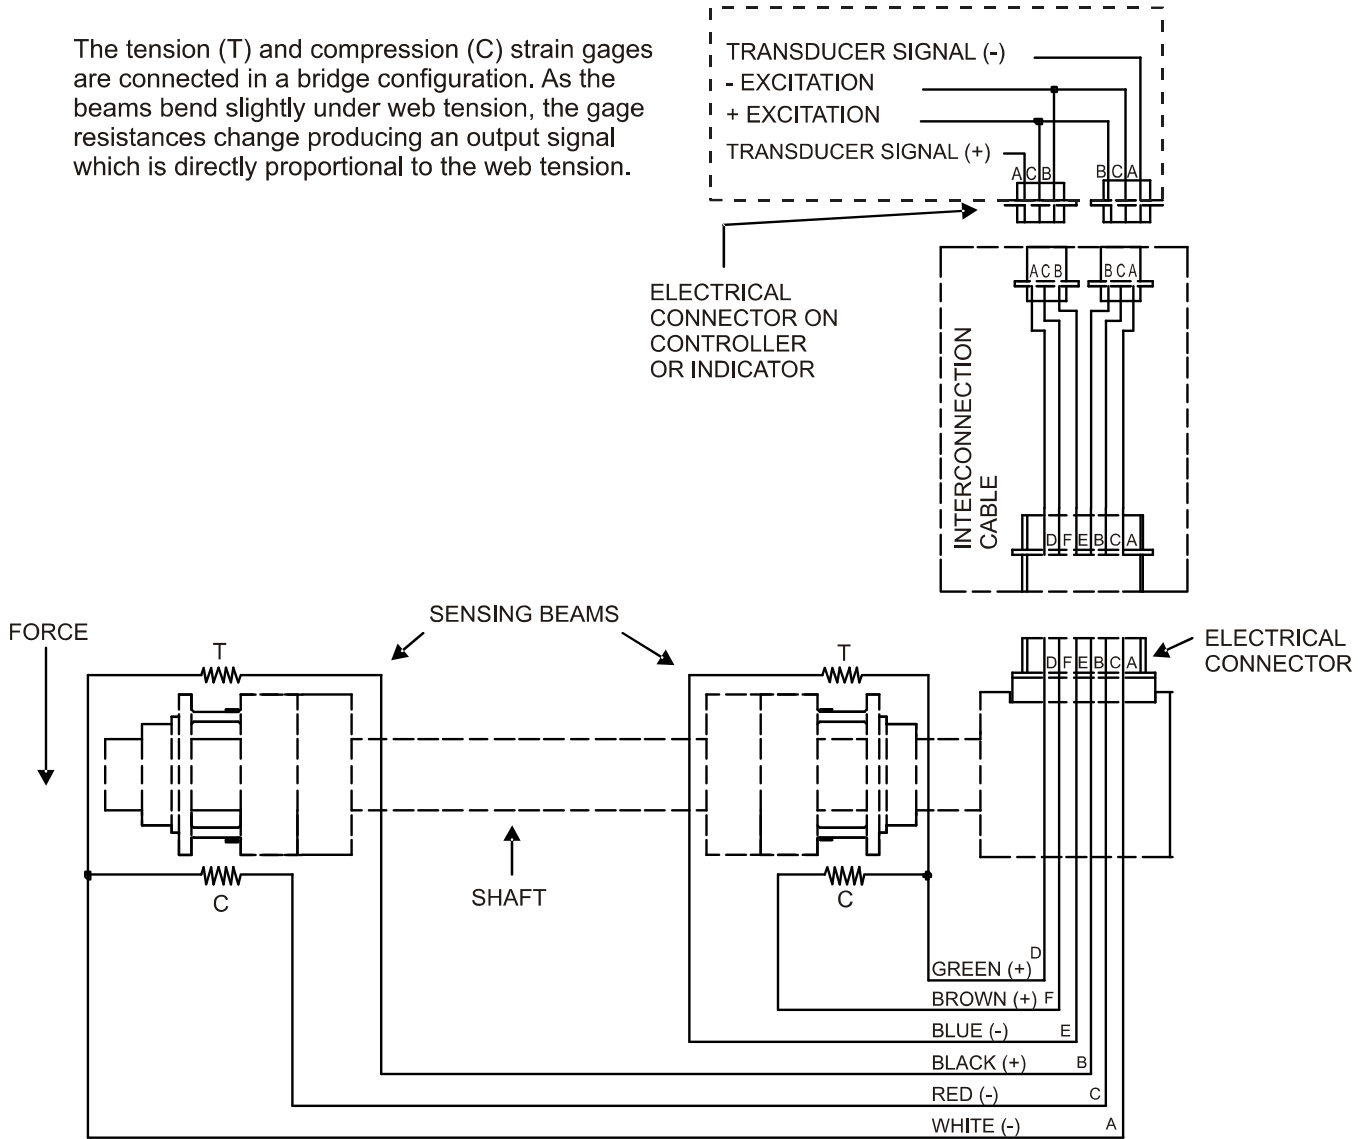 The tension (T) and compression (C) strain gages
are connected in a bridge configuration. As the
beams bend slightly under web tension, the gage
resistances change producing an output signal
which is directly proportional to the web tension.
TRANSDUCER SIGNAL (-)
- EXCITATION
+ EXCITATION
TRANSDUCER SIGNAL (+)
A C B
B C A
ELECTRICAL
CONNECTOR ON
CONTROLLER
OR INDICATOR
A C B
B C A
INTERCONNECTION
CABLE
D F E B C A
SENSING BEAMS
FORCE
T
T
D F E B C A
ELECTRICAL
CONNECTOR
SHAFT
C
C
D
GREEN (+)
BROWN (+) F
BLUE (-) E
BLACK (+) B
RED (-) C
WHITE (-) A